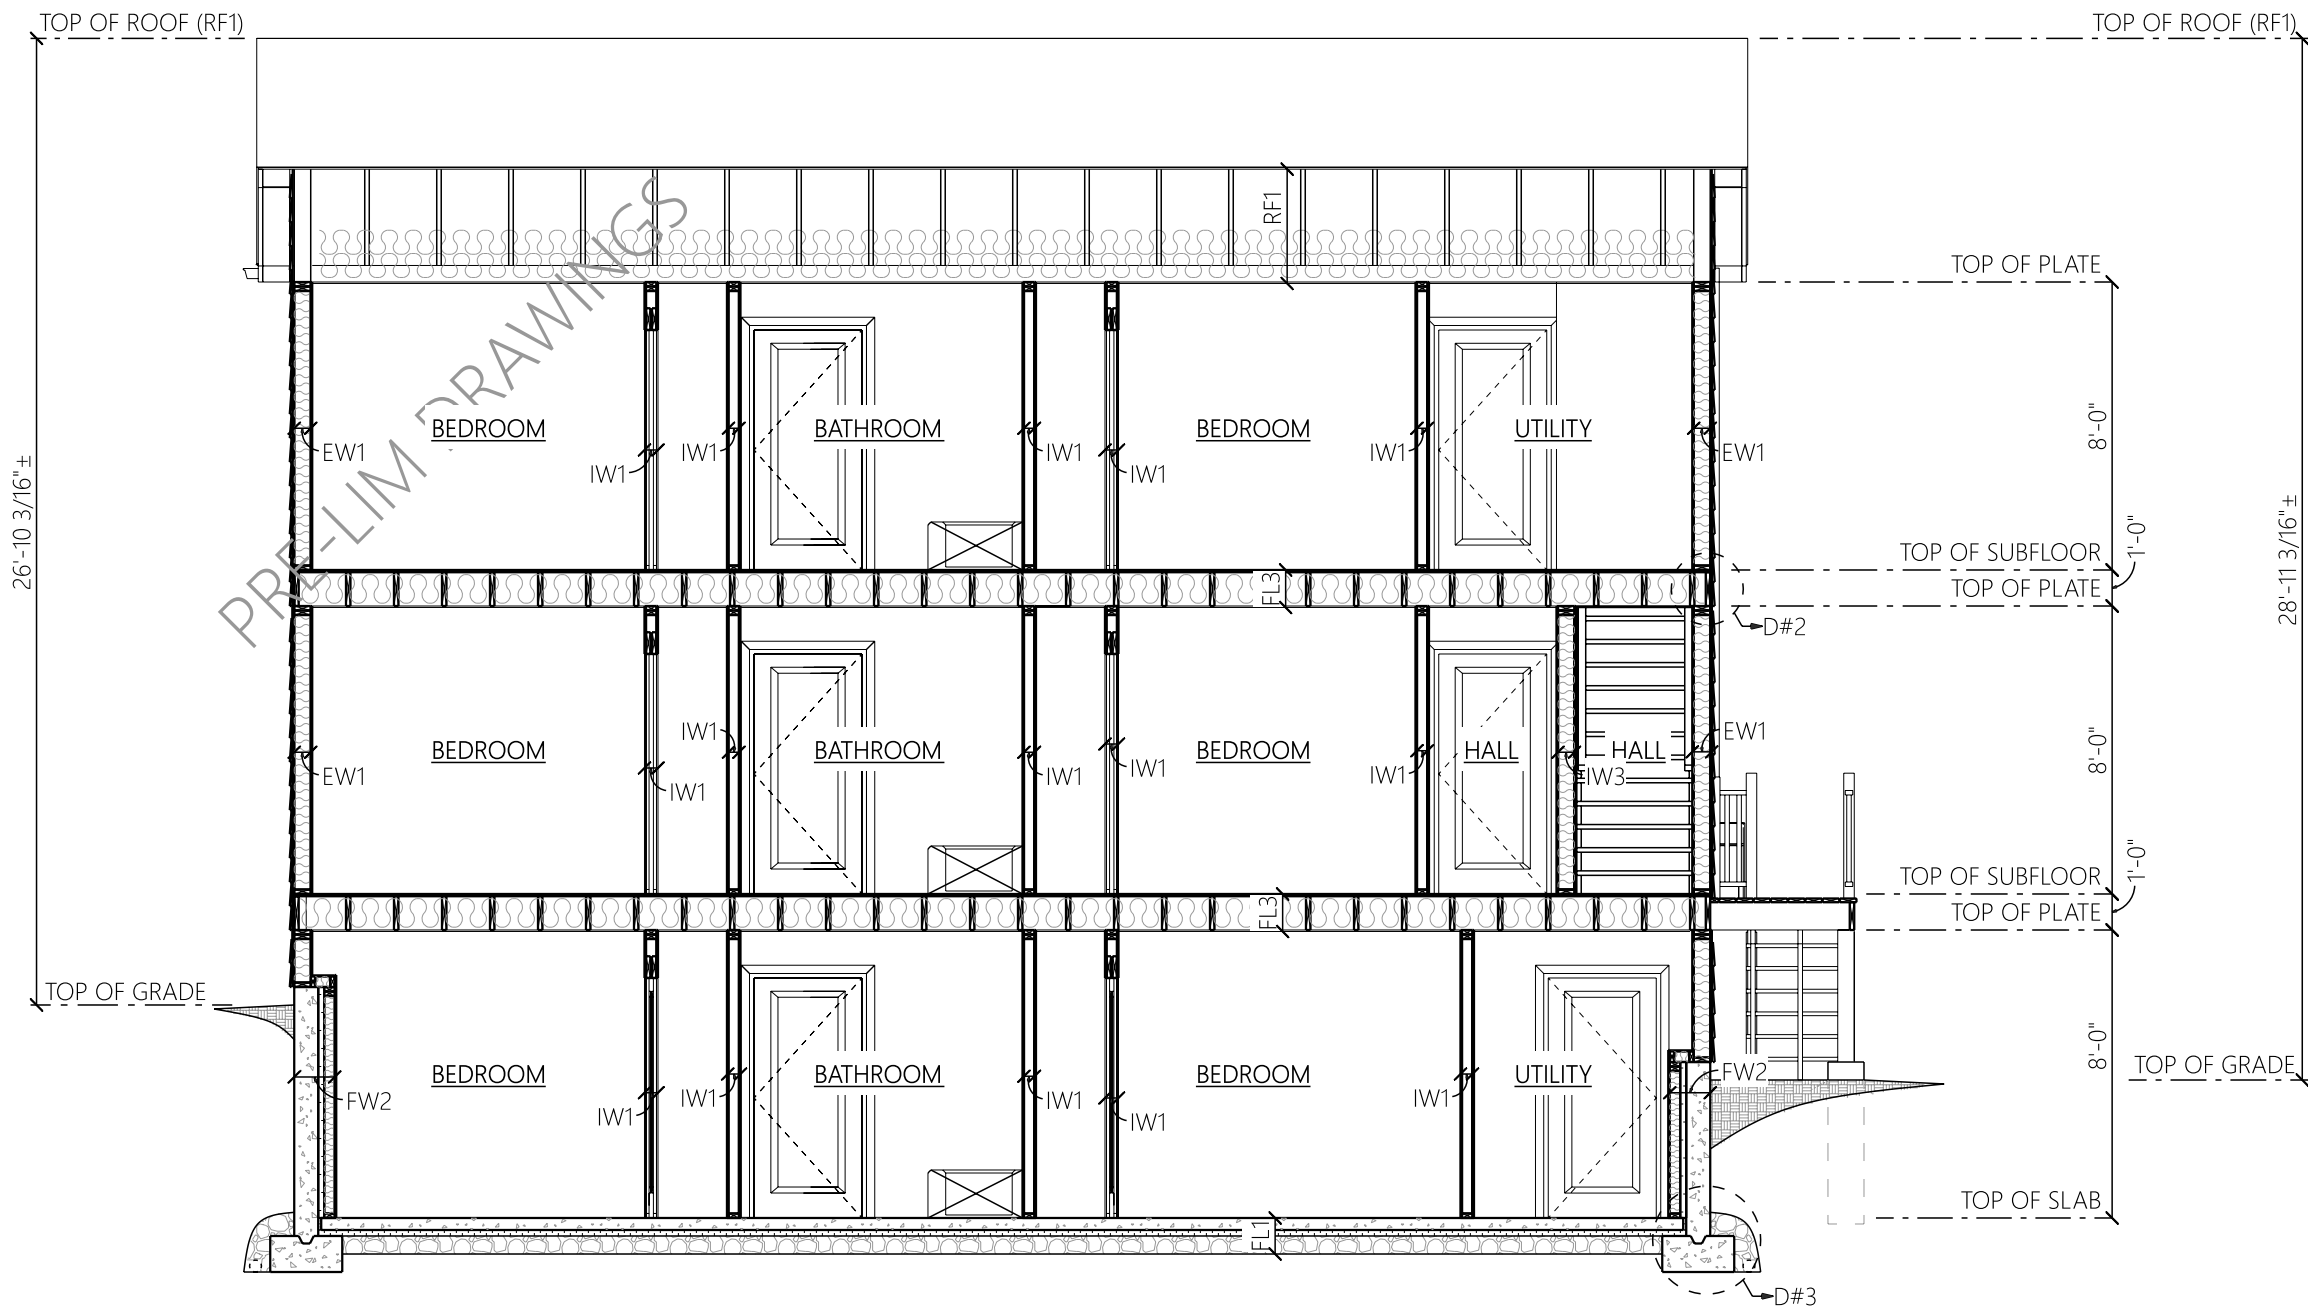 TOP OF ROOF (RF1)
TOP OF ROOF (RF1)
RF1
TOP OF PLATE
PRE-LIM DRAWINGS
BEDROOM
BATHROOM
BEDROOM
UTILITY
8'-0"
EW1
IW1
IW1
IW1
IW1
IW1
EW1
26'-10 3/16"±
28'-11 3/16"±
TOP OF SUBFLOOR
1'-0"
FL3
TOP OF PLATE
D#2
IW1
EW1
BEDROOM
BATHROOM
BEDROOM
HALL
HALL
8'-0"
EW1
IW1
IW1
IW1
IW1
IW3
TOP OF SUBFLOOR
1'-0"
FL3
TOP OF PLATE
TOP OF GRADE
8'-0"
TOP OF GRADE
BEDROOM
BATHROOM
BEDROOM
UTILITY
FW2
FW2
IW1
IW1
IW1
IW1
IW1
TOP OF SLAB
FL1
D#3